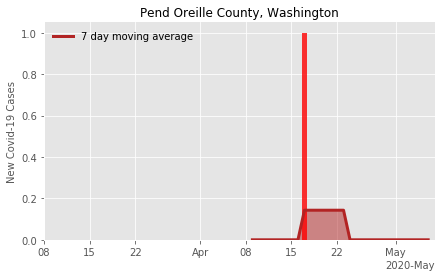 Pend Oreille County, Washington
7 day moving average
New Covid-19 Cases
1.0
0.8
0.6
0.4
0.2
0.0
08 15 22 Apr 08 15 22 May
2020-May